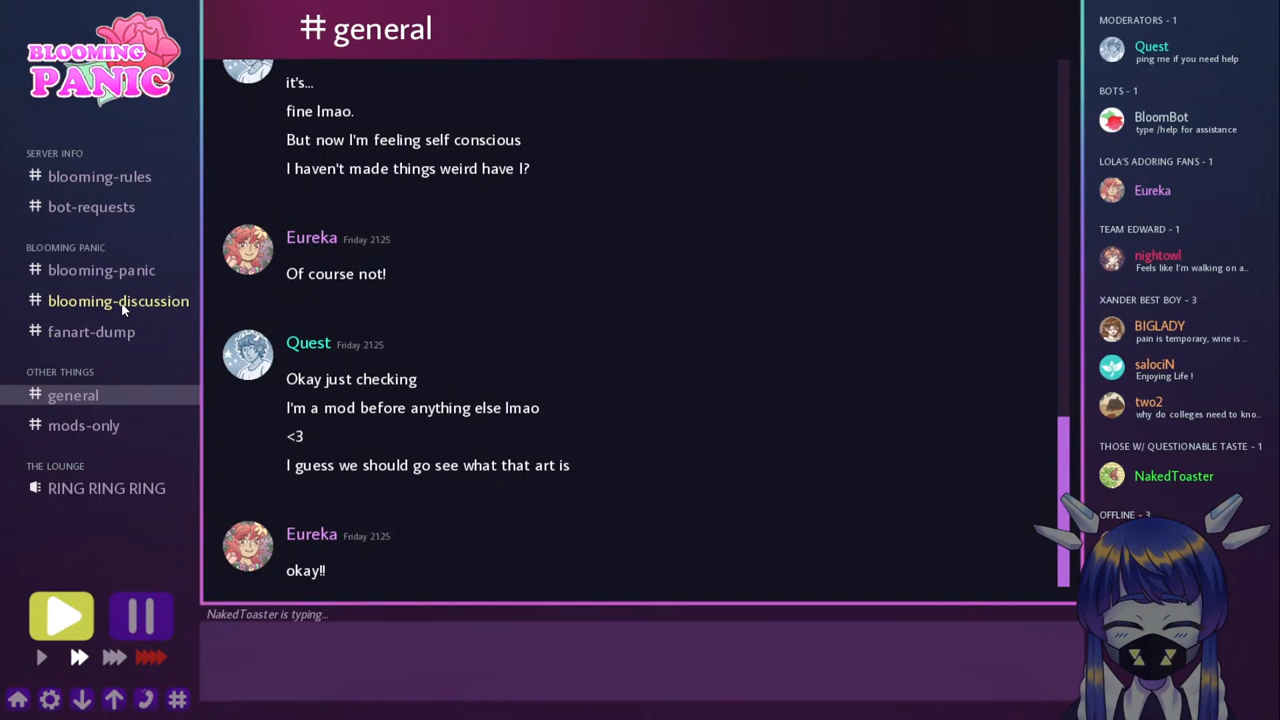 BLOOMING
PANIC
SERVER INFO
# blooming-rules
# bot-requests
BLOOMING PANIC
# blooming-panic
# blooming-discussion
# fanart-dump
OTHER THINGS
# general
# mods-only
THE LOUNGE
RING RING RING
# general
it's...
fine lmao.
But now I'm feeling self conscious
I haven't made things weird have I?
Eureka Friday 2125
Of course not!
Quest Friday 2125
Okay just checking
I'm a mod before anything else lmao
<3
I guess we should go see what that art is
Eureka Friday 2125
okay!!
NakedToaster is typing...
MODERATORS - 1
Quest
ping me if you need help
BOTS - 1
BloomBot
type /help for assistance
LOLA'S ADORING FANS - 1
Eureka
TEAM EDWARD - 1
nightowl
Feels like I'm walking on a...
XANDER BEST BOY - 3
BIGLADY
pain is temporary, wine is ...
salociN
Enjoying Life !
two2
why do colleges need to kno...
THOSE W/ QUESTIONABLE TASTE - 1
NakedToaster
OFFLINE - 3